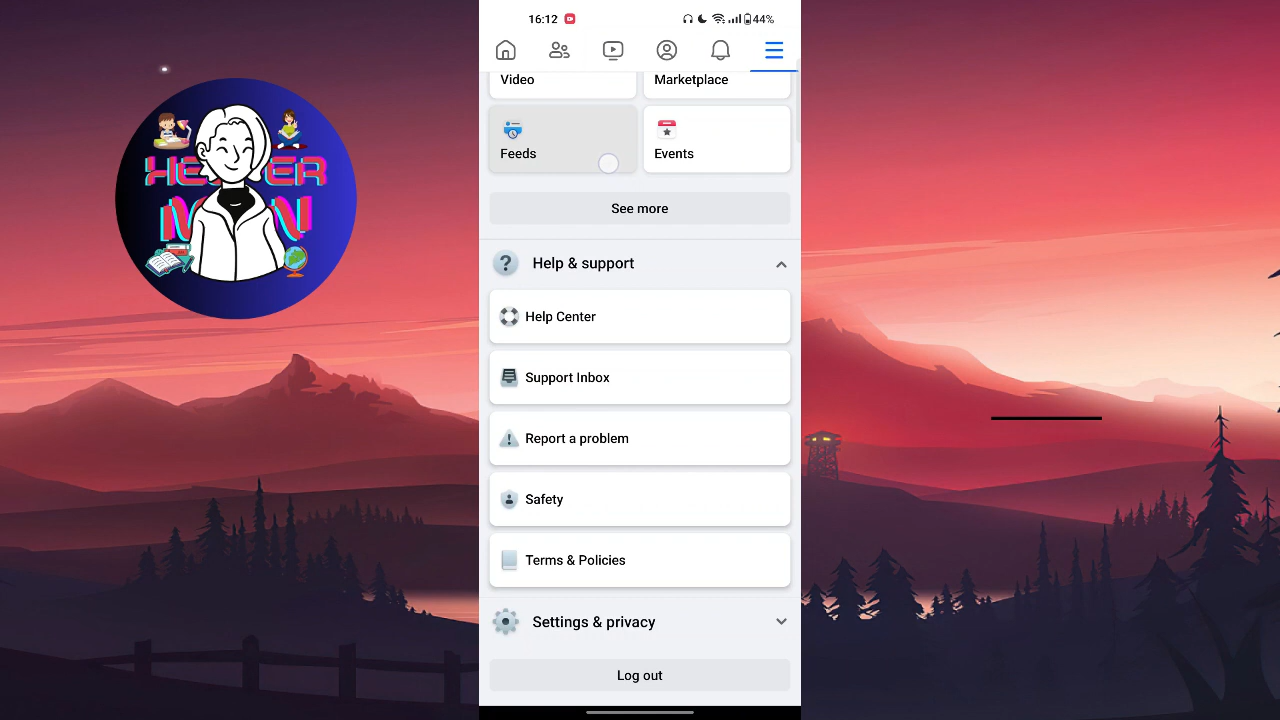 16:12
44%
Video
Marketplace
Feeds
Events
See more
Help & support
Help Center
Support Inbox
Report a problem
Safety
Terms & Policies
Settings & privacy
Log out